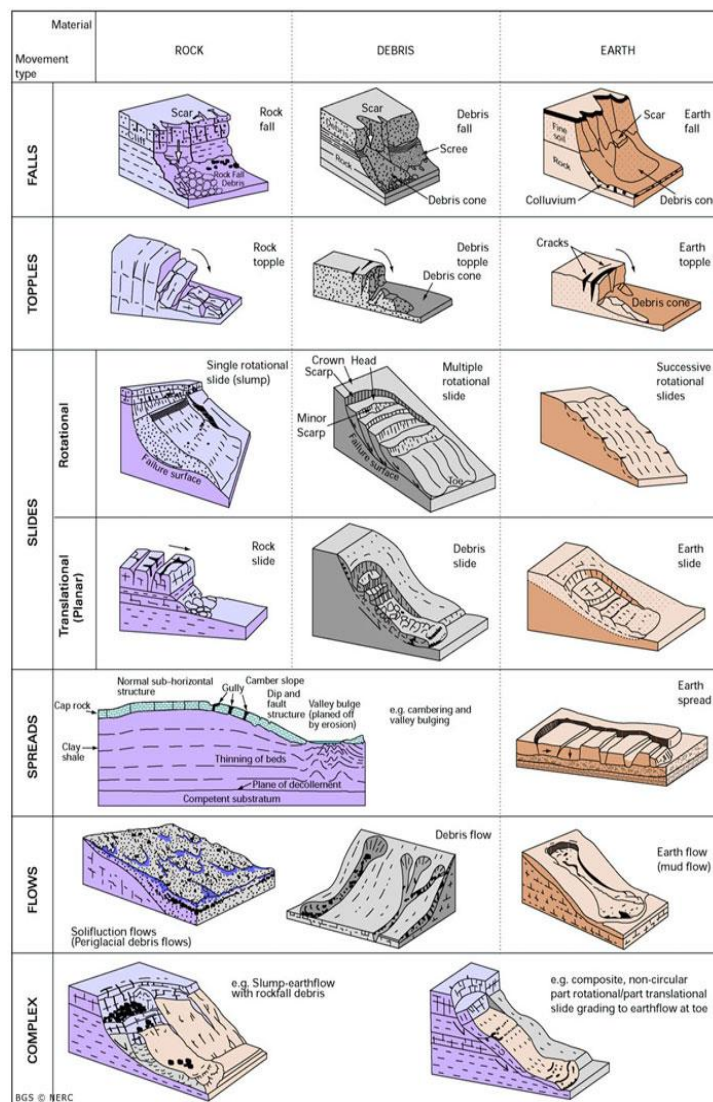 Material
Movement
type
ROCK
DEBRIS
EARTH
FALLS
Scar
Cliff
Rock Fall
Debris
Rock
fall
Scar
Debris
Rock
Debris
fall
Scree
Debris cone
Fine
soil
Rock
Colluvium
Earth
fall
Scar
Debris cone
TOPPLES
Rock
topple
Debris
topple
Debris cone
Cracks
Earth
topple
Debris cone
SLIDES
Rotational
Single rotational
slide (slump)
Failure surface
Crown
Head
Scarp
Minor
Scarp
Failure surface
Toe
Multiple
rotational
slide
Successive
rotational
slides
Translational
(Planar)
Rock
slide
Debris
slide
Earth
slide
SPREADS
Normal sub-horizontal
structure
Cap rock
Gully
Camber slope
Dip and
fault
structure
Valley bulge
(planed off
by erosion)
Clay
shale
Thinning of beds
Plane of decollement
Competent substratum
e.g. cambering and
valley bulging
Earth
spread
FLOWS
Solifluction flows
(Periglacial debris flows)
Debris flow
Earth flow
(mud flow)
COMPLEX
e.g. Slump-earthflow
with rockfall debris
e.g. composite, non-circular
part rotational/part translational
slide grading to earthflow at toe
BGS © NERC